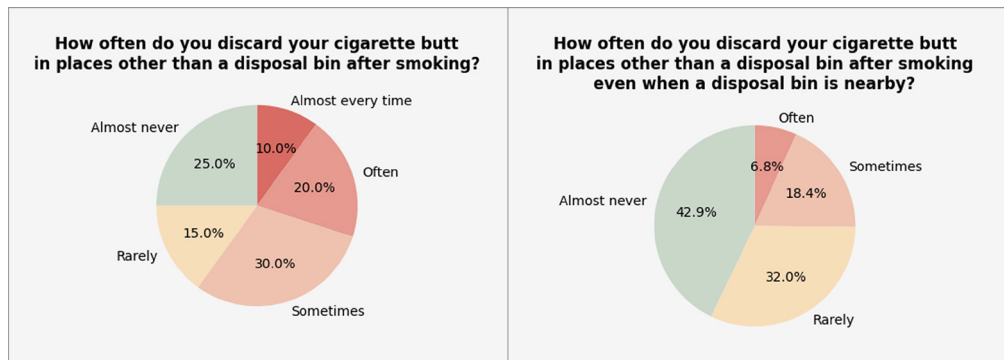 How often do you discard your cigarette butt
in places other than a disposal bin after smoking?
Almost every time
Almost never
10.0%
25.0%
Often
20.0%
15.0%
Rarely
30.0%
Sometimes
How often do you discard your cigarette butt
in places other than a disposal bin after smoking
even when a disposal bin is nearby?
Often
6.8%
Sometimes
18.4%
Almost never
42.9%
32.0%
Rarely